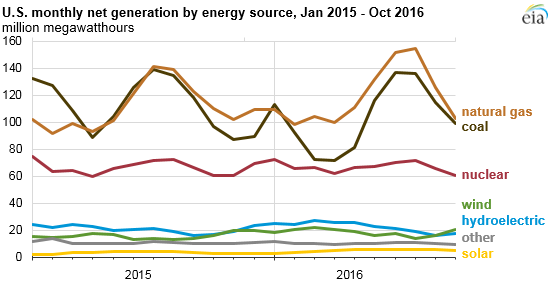 U.S. monthly net generation by energy source, Jan 2015 - Oct 2016
million megawatthours
eia
160
140
120
100
80
60
40
20
0
natural gas
coal
nuclear
wind
hydroelectric
other
solar
2015
2016